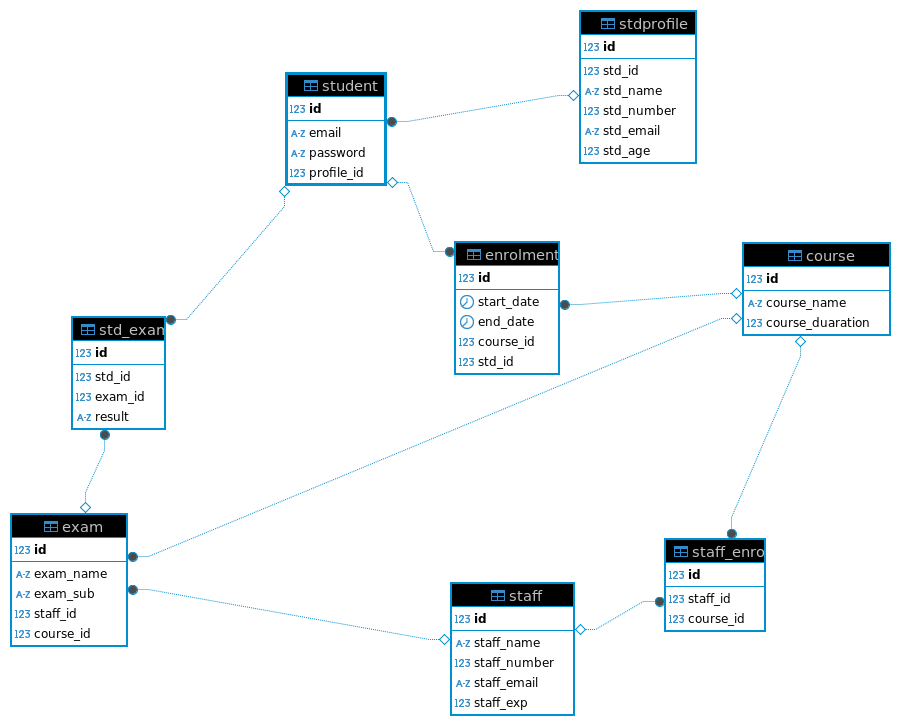 stdprofile
123 id
123 std_id
A-Z std_name
123 std_number
A-Z std_email
123 std_age
student
123 id
A-Z email
A-Z password
123 profile_id
enrolment
123 id
start_date
end_date
123 course_id
123 std_id
course
123 id
A-Z course_name
123 course_duaration
std_exan
123 id
123 std_id
123 exam_id
A-Z result
exam
123 id
A-Z exam_name
A-Z exam_sub
123 staff_id
123 course_id
staff_enro
123 id
123 staff_id
123 course_id
staff
123 id
A-Z staff_name
123 staff_number
A-Z staff_email
123 staff_exp